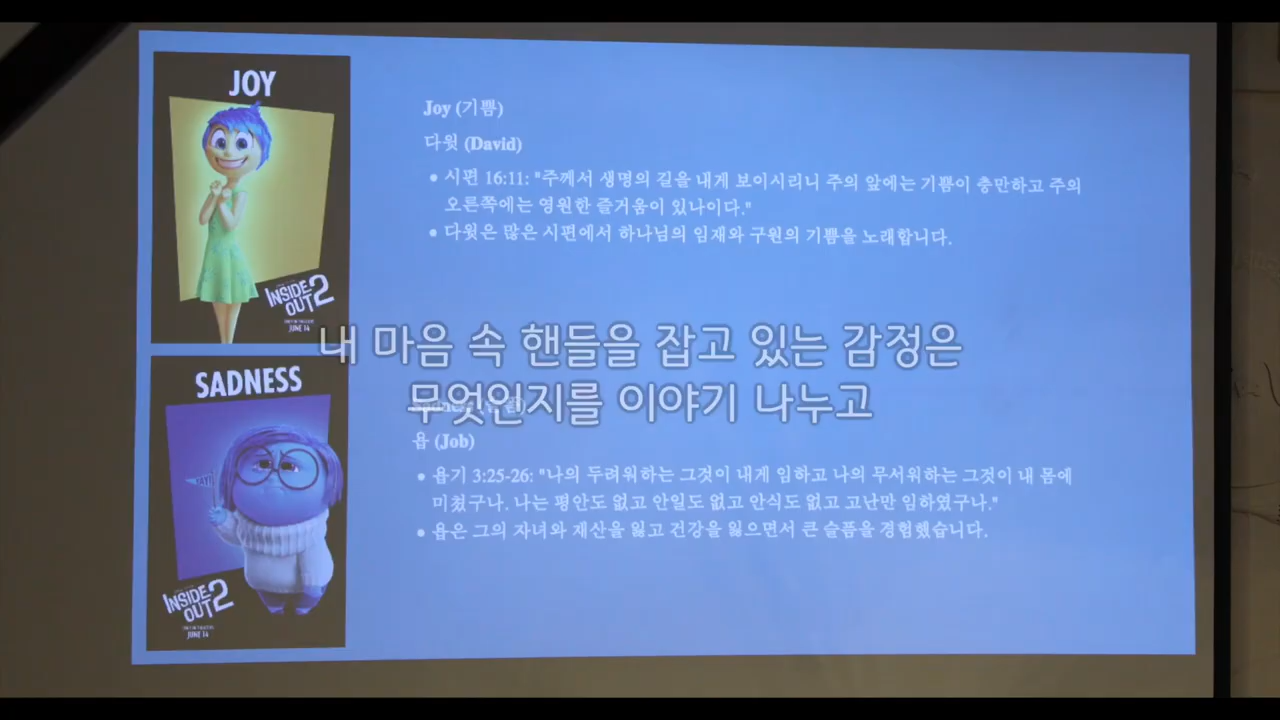 JOY
INSIDE
OUT 2
JUNE 14
SADNESS
INSIDE
OUT 2
JUNE 14
Joy (기쁨)
다윗 (David)
• 시편 16:11: "주께서 생명의 길을 내게 보이시리니 주의 앞에는 기쁨이 충만하고 주의
오른쪽에는 영원한 즐거움이 있나이다."
• 다윗은 많은 시편에서 하나님의 임재와 구원의 기쁨을 노래합니다.
내 마음 속 핸들을 잡고 있는 감정은
무엇인지를 이야기 나누고
욥 (Job)
• 욥기 3:25-26: "나의 두려워하는 그것이 내게 임하고 나의 무서워하는 그것이 내 몸에
미쳤구나. 나는 평안도 없고 안일도 없고 안식도 없고 고난만 임하였구나."
• 욥은 그의 자녀와 재산을 잃고 건강을 잃으면서 큰 슬픔을 경험했습니다.